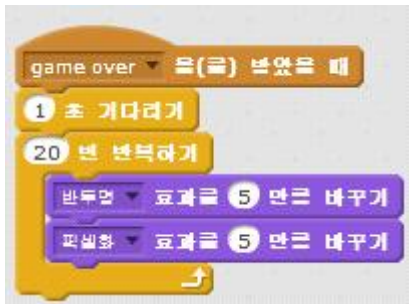 game over 을(를) 받았을 때
1 초 기다리기
20 번 반복하기
반투명 효과를 5 만큼 바꾸기
픽셀화 효과를 5 만큼 바꾸기